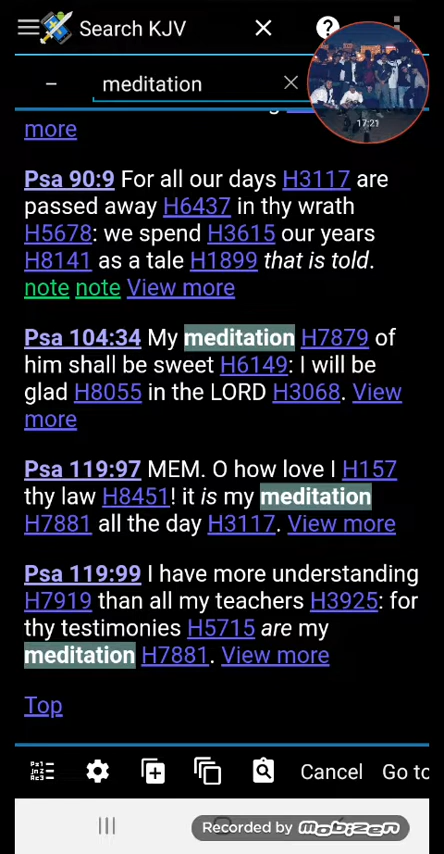 Search KJV
meditation
17:21
more
Psa 90:9 For all our days H3117 are
passed away H6437 in thy wrath
H5678: we spend H3615 our years
H8141 as a tale H1899 that is told.
note note View more
Psa 104:34 My meditation H7879 of
him shall be sweet H6149: I will be
glad H8055 in the LORD H3068. View
more
Psa 119:97 MEM. O how love I H157
thy law H8451! it is my meditation
H7881 all the day H3117. View more
Psa 119:99 I have more understanding
H7919 than all my teachers H3925: for
thy testimonies H5715 are my
meditation H7881. View more
Top
Cancel Go to
Recorded by Mobizen